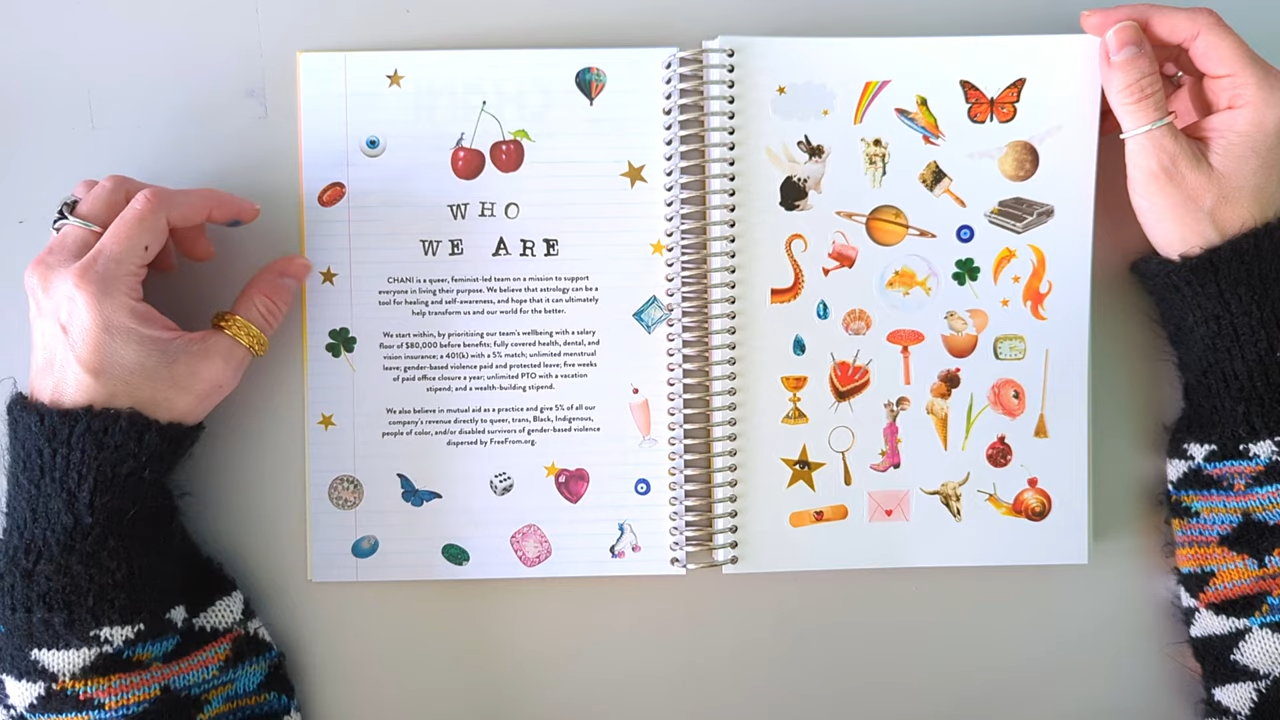 WHO
WE ARE
CHANI is a queer, feminist-led team on a mission to support
everyone in living their purpose. We believe that astrology can be a
tool for healing and self-awareness, and hope that it can ultimately
help transform us and our world for the better.
We start within, by prioritizing our team's wellbeing with a salary
floor of $80,000 before benefits; fully covered health, dental, and
vision insurance; a 401(k) with a 5% match; unlimited menstrual
leave; gender-based violence paid and protected leave; five weeks
of paid office closure a year; unlimited PTO with a vacation
stipend; and a wealth-building stipend.
We also believe in mutual aid as a practice and give 5% of all our
company's revenue directly to queer, trans, Black, Indigenous,
people of color, and/or disabled survivors of gender-based violence
dispersed by FreeFrom.org.